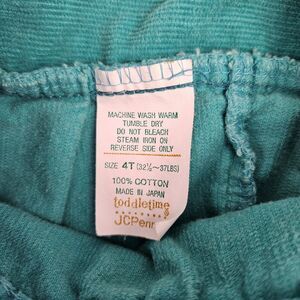 MACHINE WASH WARM
TUMBLE DRY
DO NOT BLEACH
STEAM IRON ON
REVERSE SIDE ONLY
SIZE 4T (32½~37LBS)
100% COTTON
MADE IN JAPAN
toddletime
JCPenn